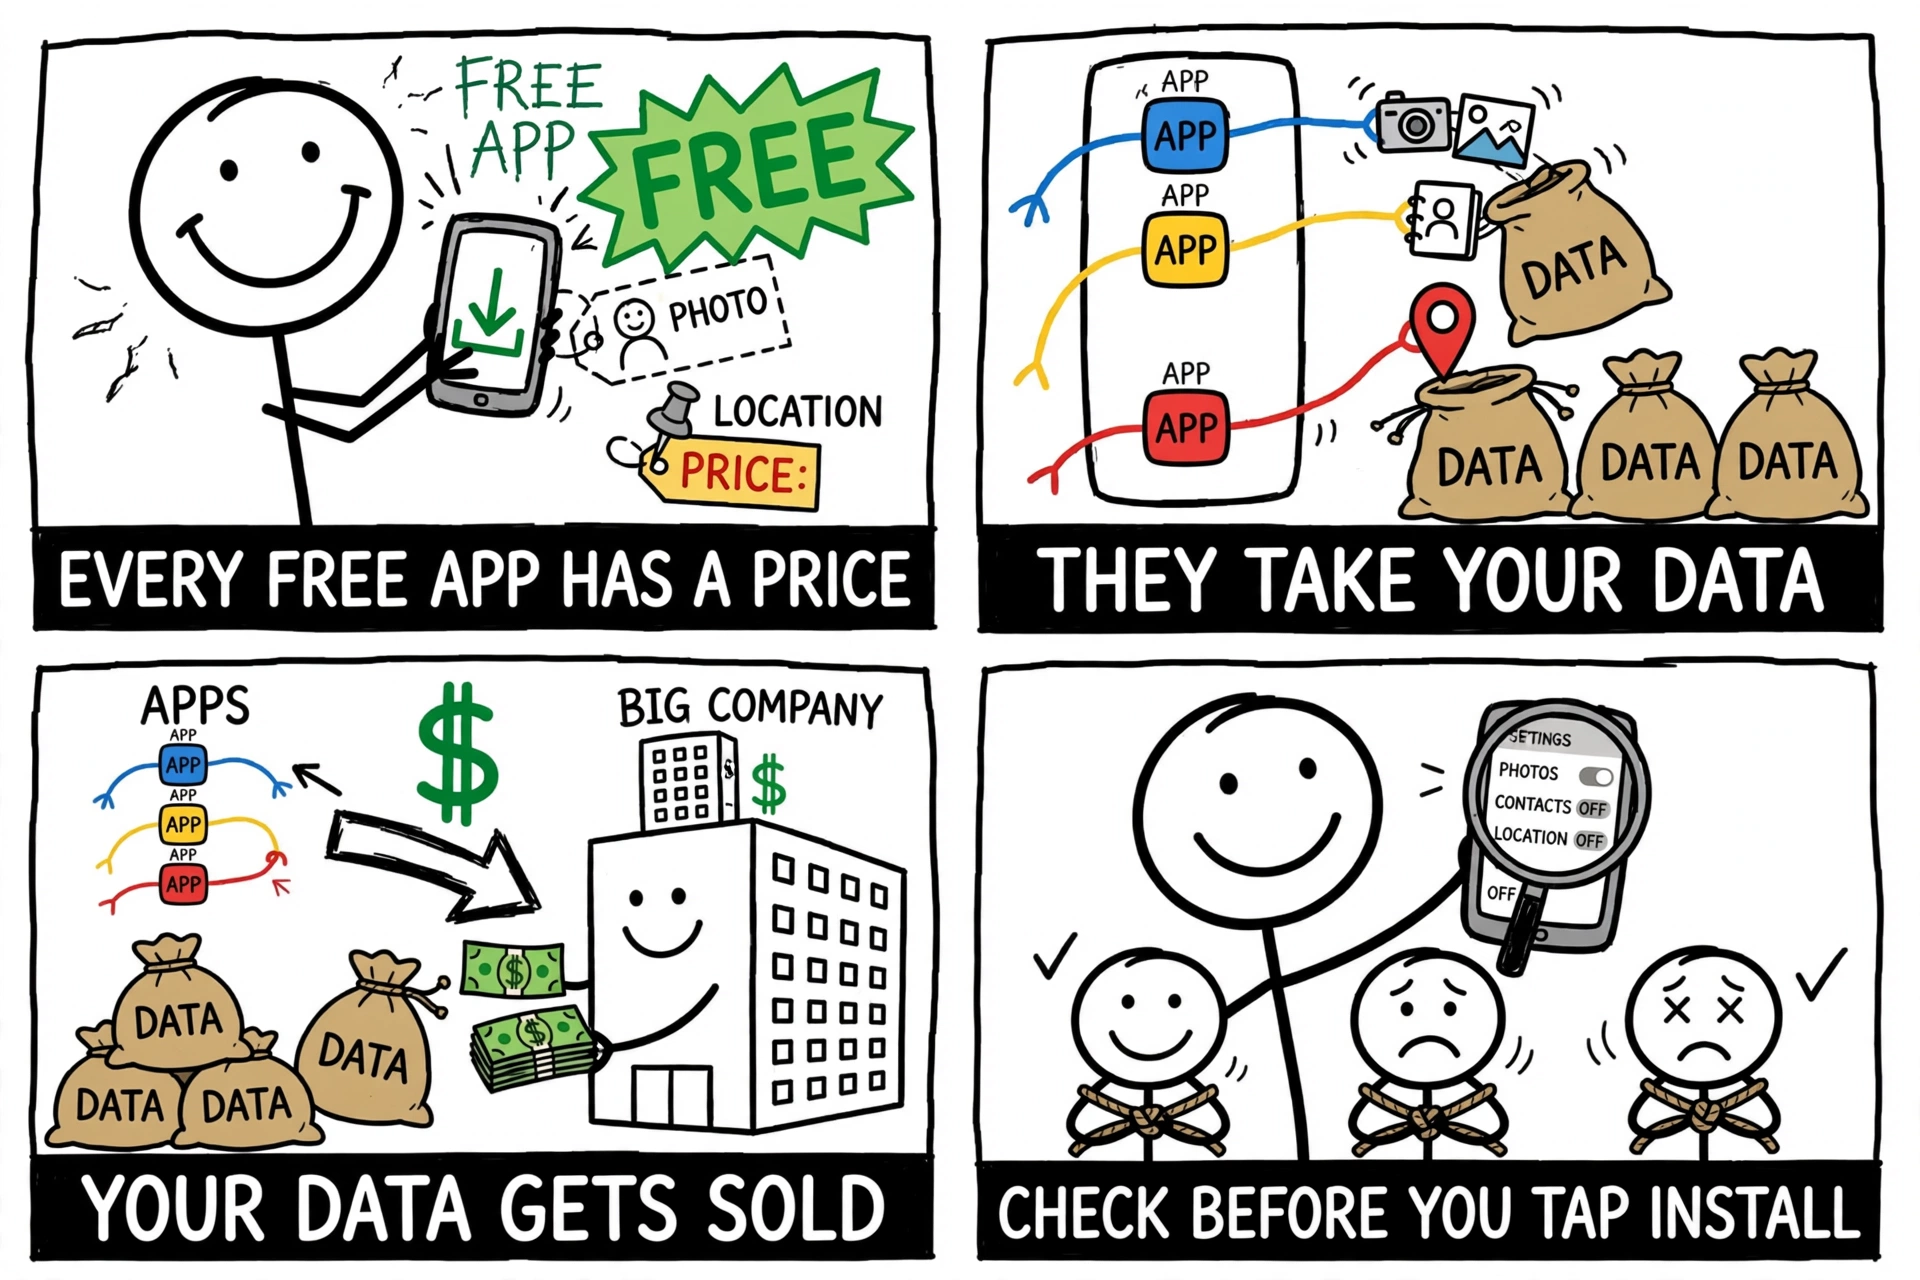 FREE
APP
FREE
PHOTO
LOCATION
PRICE:
EVERY FREE APP HAS A PRICE
APP
APP
APP
APP
APP
APP
DATA
DATA
DATA
DATA
THEY TAKE YOUR DATA
APPS
APP
APP
APP
APP
APP
APP
$
BIG COMPANY
$
$
$
DATA
DATA
DATA
DATA
YOUR DATA GETS SOLD
SETINGS
PHOTOS
CONTACTS OFF
LOCATION OFF
OFF
CHECK BEFORE YOU TAP INSTALL